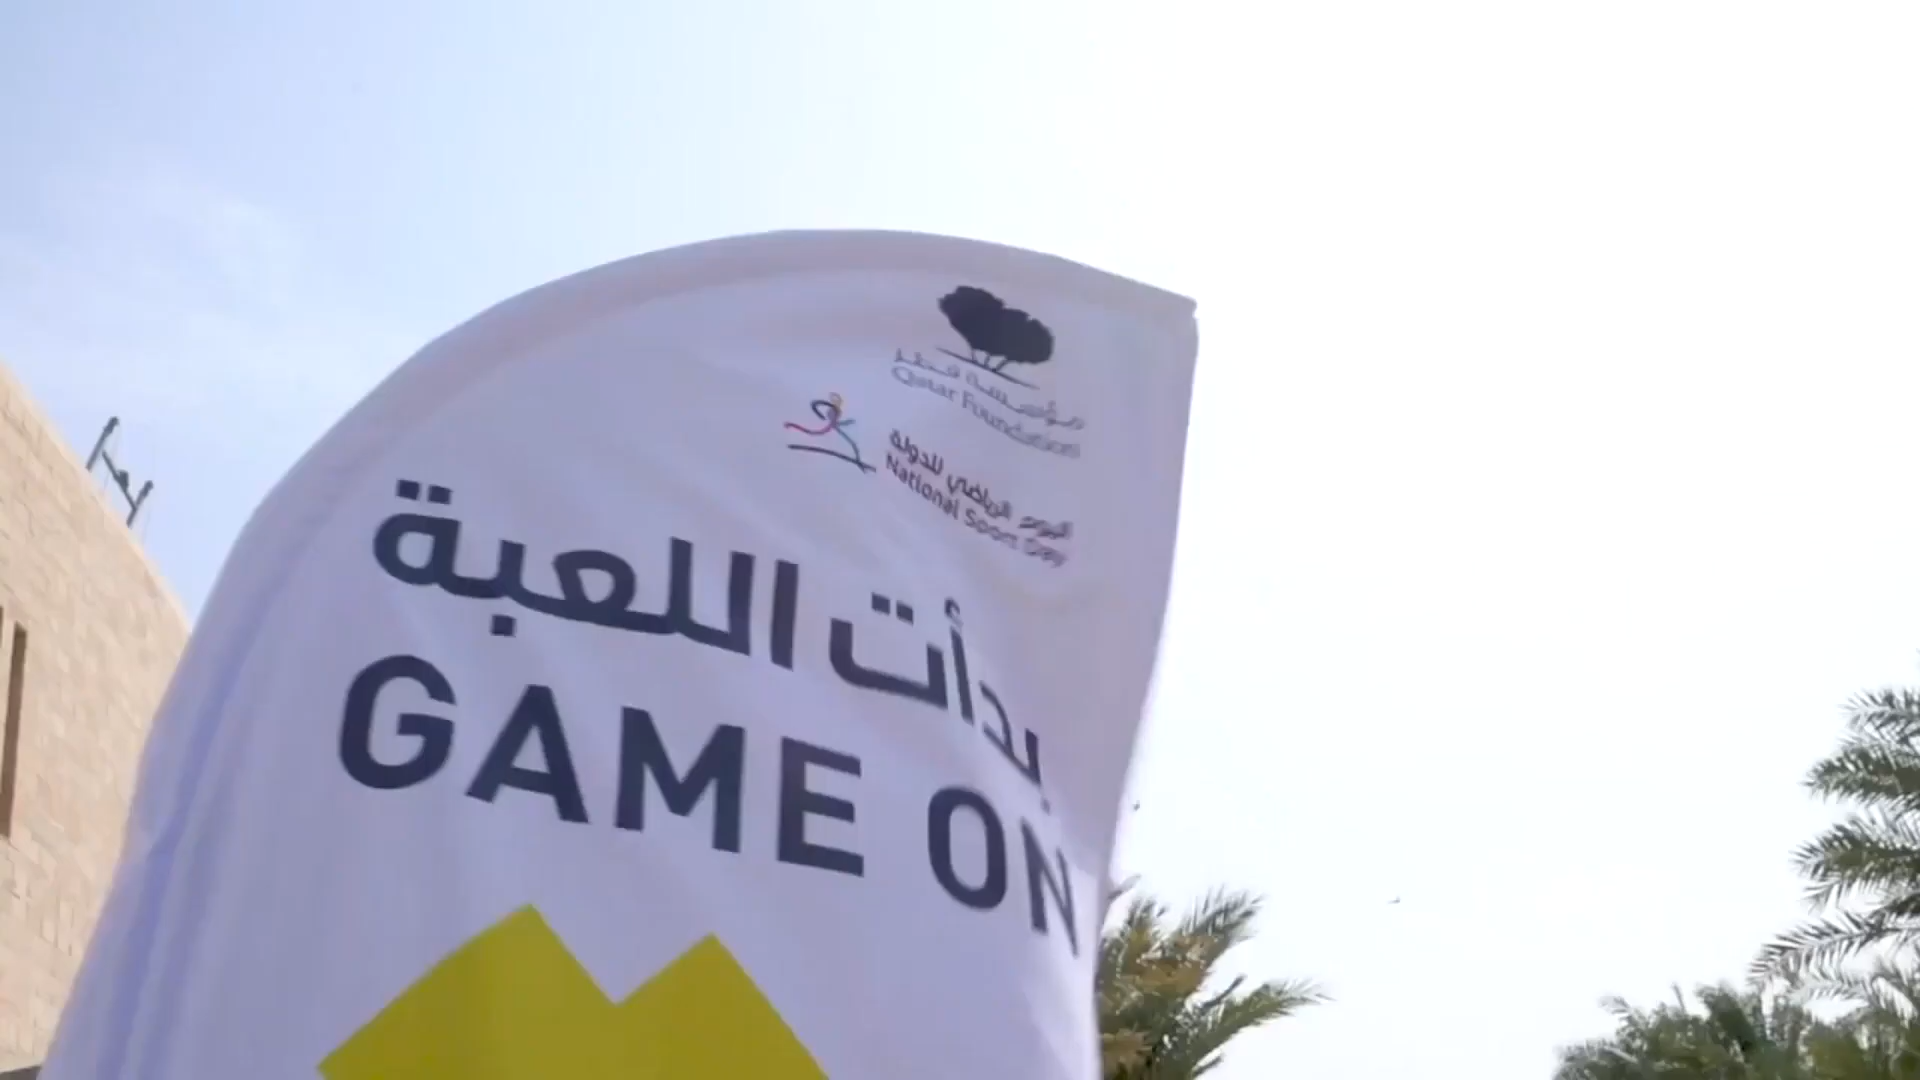 مؤسسة قطر
Qatar Foundation
اليوم الرياضي للدولة
National Sport Day
بدأت اللعبة
GAME ON